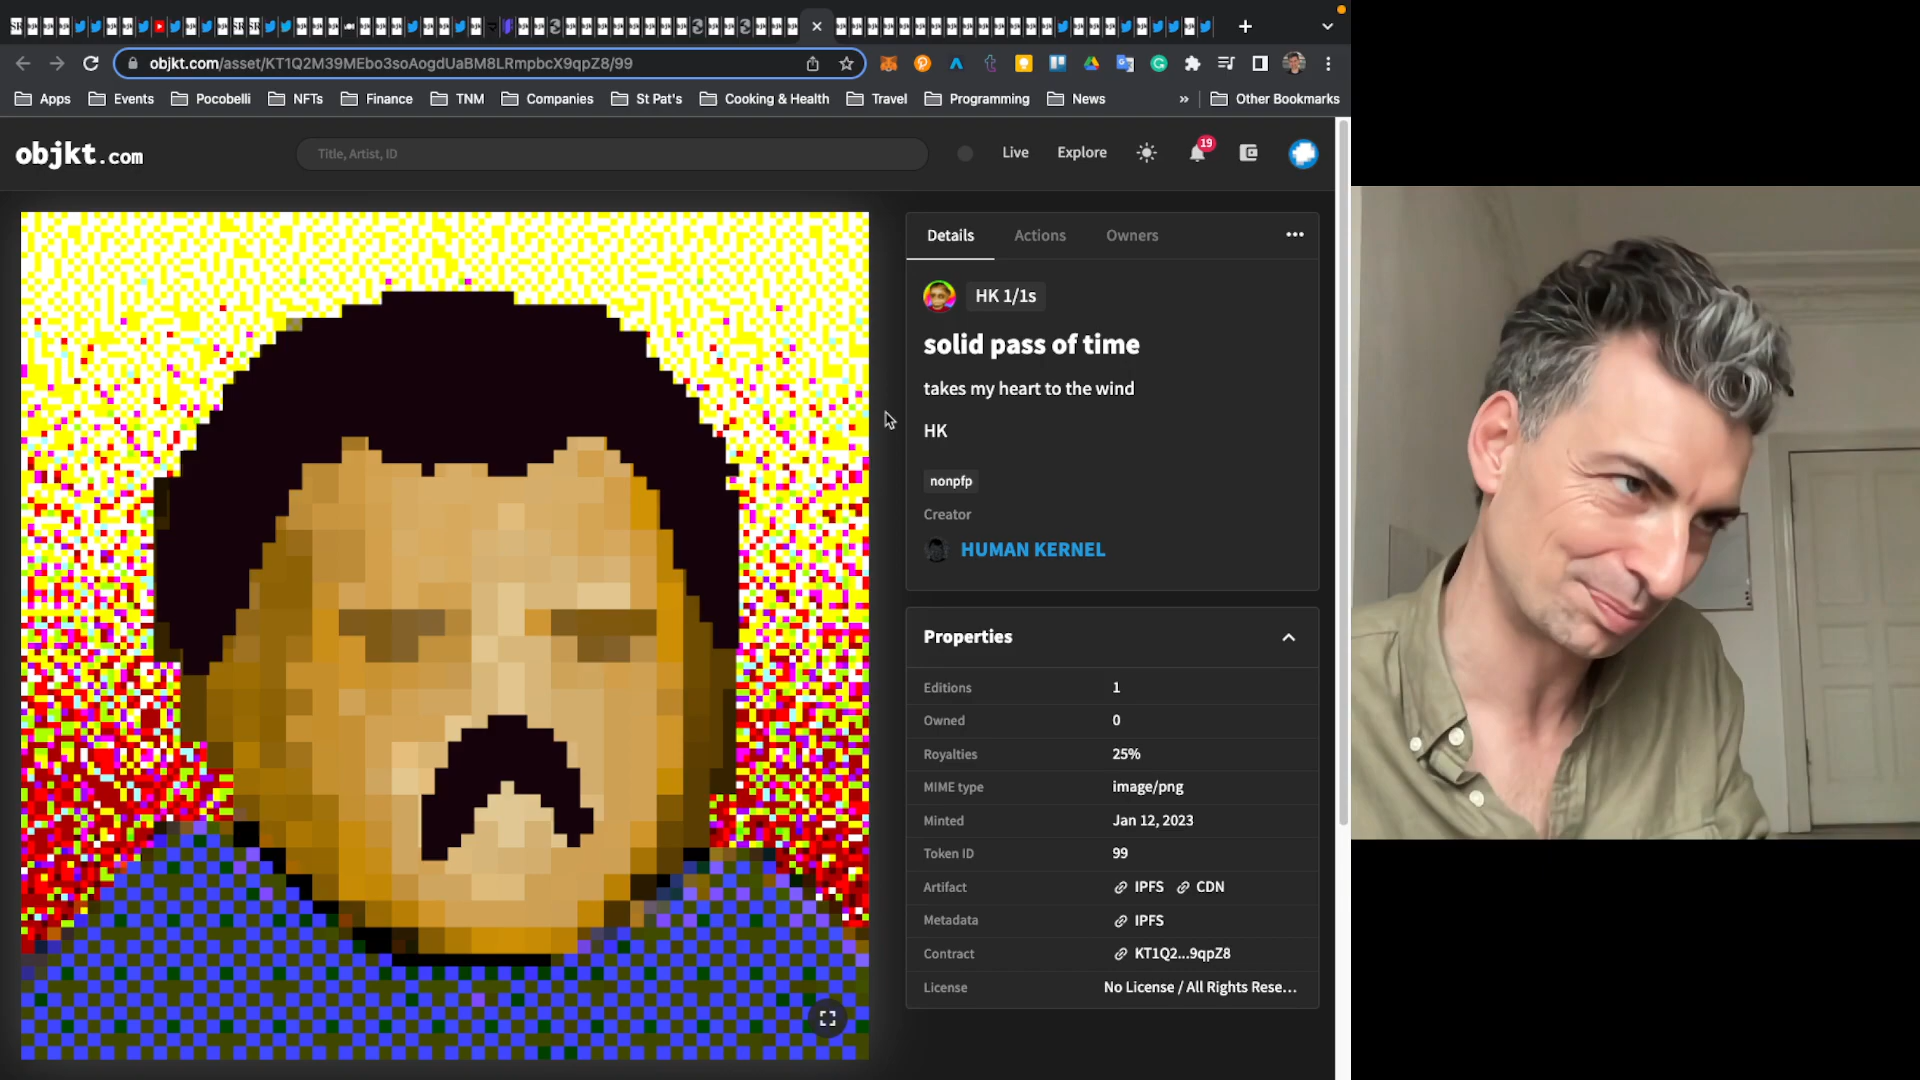 objkt.com/asset/KT1Q2M39MEbo3soAogdUaBM8LRmpbcX9qpZ8/99
Apps
Events
Pocobelli
NFTs
Finance
TNM
Companies
St Pat's
Cooking & Health
Travel
Programming
News
»
Other Bookmarks
objkt.com
Title, Artist, ID
Live
Explore
19
Details
Actions
Owners
HK 1/1s
solid pass of time
takes my heart to the wind
HK
nonpfp
Creator
HUMAN KERNEL
Properties
Editions 1
Owned 0
Royalties 25%
MIME type image/png
Minted Jan 12, 2023
Token ID 99
Artifact IPFS CDN
Metadata IPFS
Contract KT1Q2...9qpZ8
License No License / All Rights Rese...